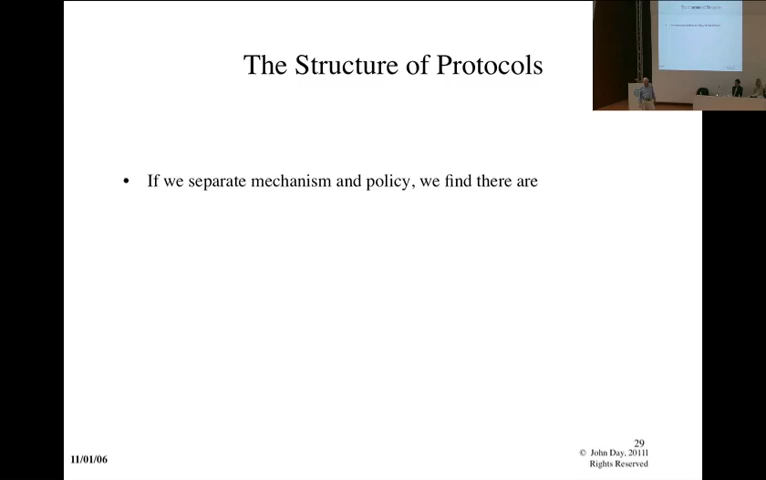 The Structure of Protocols
• If we separate mechanism and policy, we find there are
29
© John Day, 2011l
Rights Reserved
11/01/06